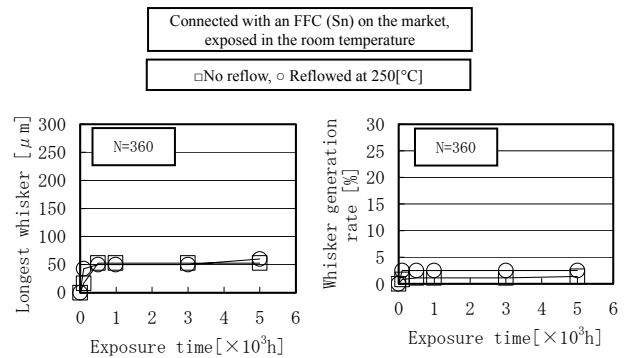 Connected with an FFC (Sn) on the market,
exposed in the room temperature
□No reflow, ○ Reflowed at 250[°C]
Longest whisker [μm]
300
250
200
150
100
50
0
N=360
0 1 2 3 4 5 6
Exposure time[×10³h]
Whisker generation
rate [%]
30
25
20
15
10
5
0
N=360
0 1 2 3 4 5 6
Exposure time[×10³h]